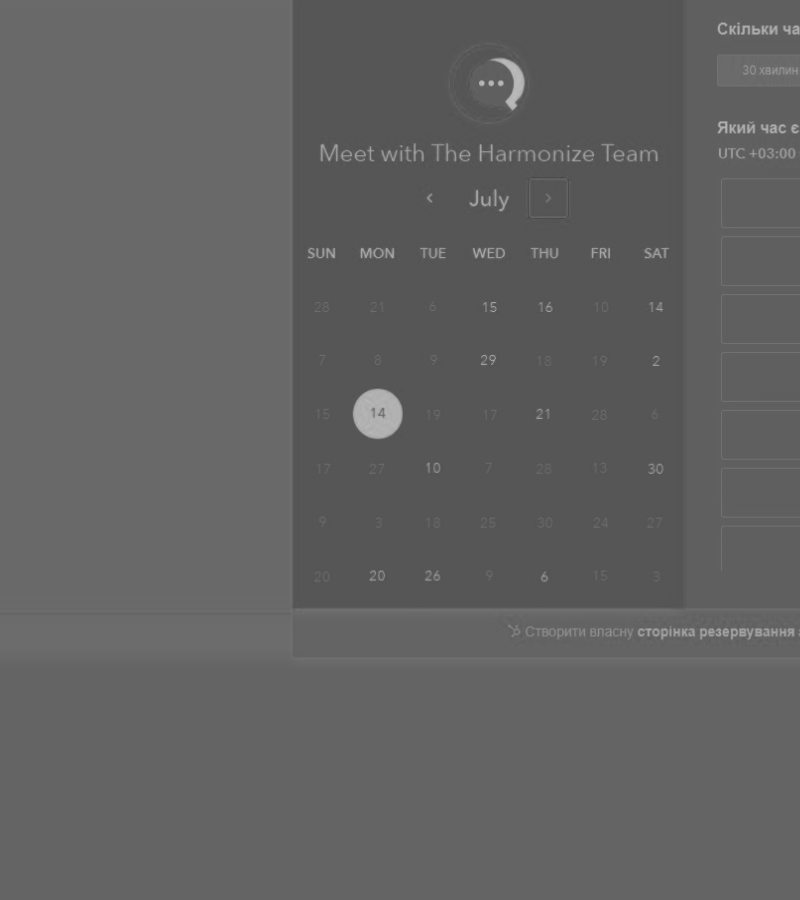 Скільки ча
30 хвилин
Meet with The Harmonize Team
Який час є
UTC +03:00
July
SUN MON TUE WED THU FRI SAT
28 21 6 15 16 10 14
7 8 9 29 18 19 2
15 14 19 17 21 28 6
17 27 10 7 28 13 30
9 3 18 25 30 24 27
20 20 26 9 6 15 3
Створити власну сторінка резервування